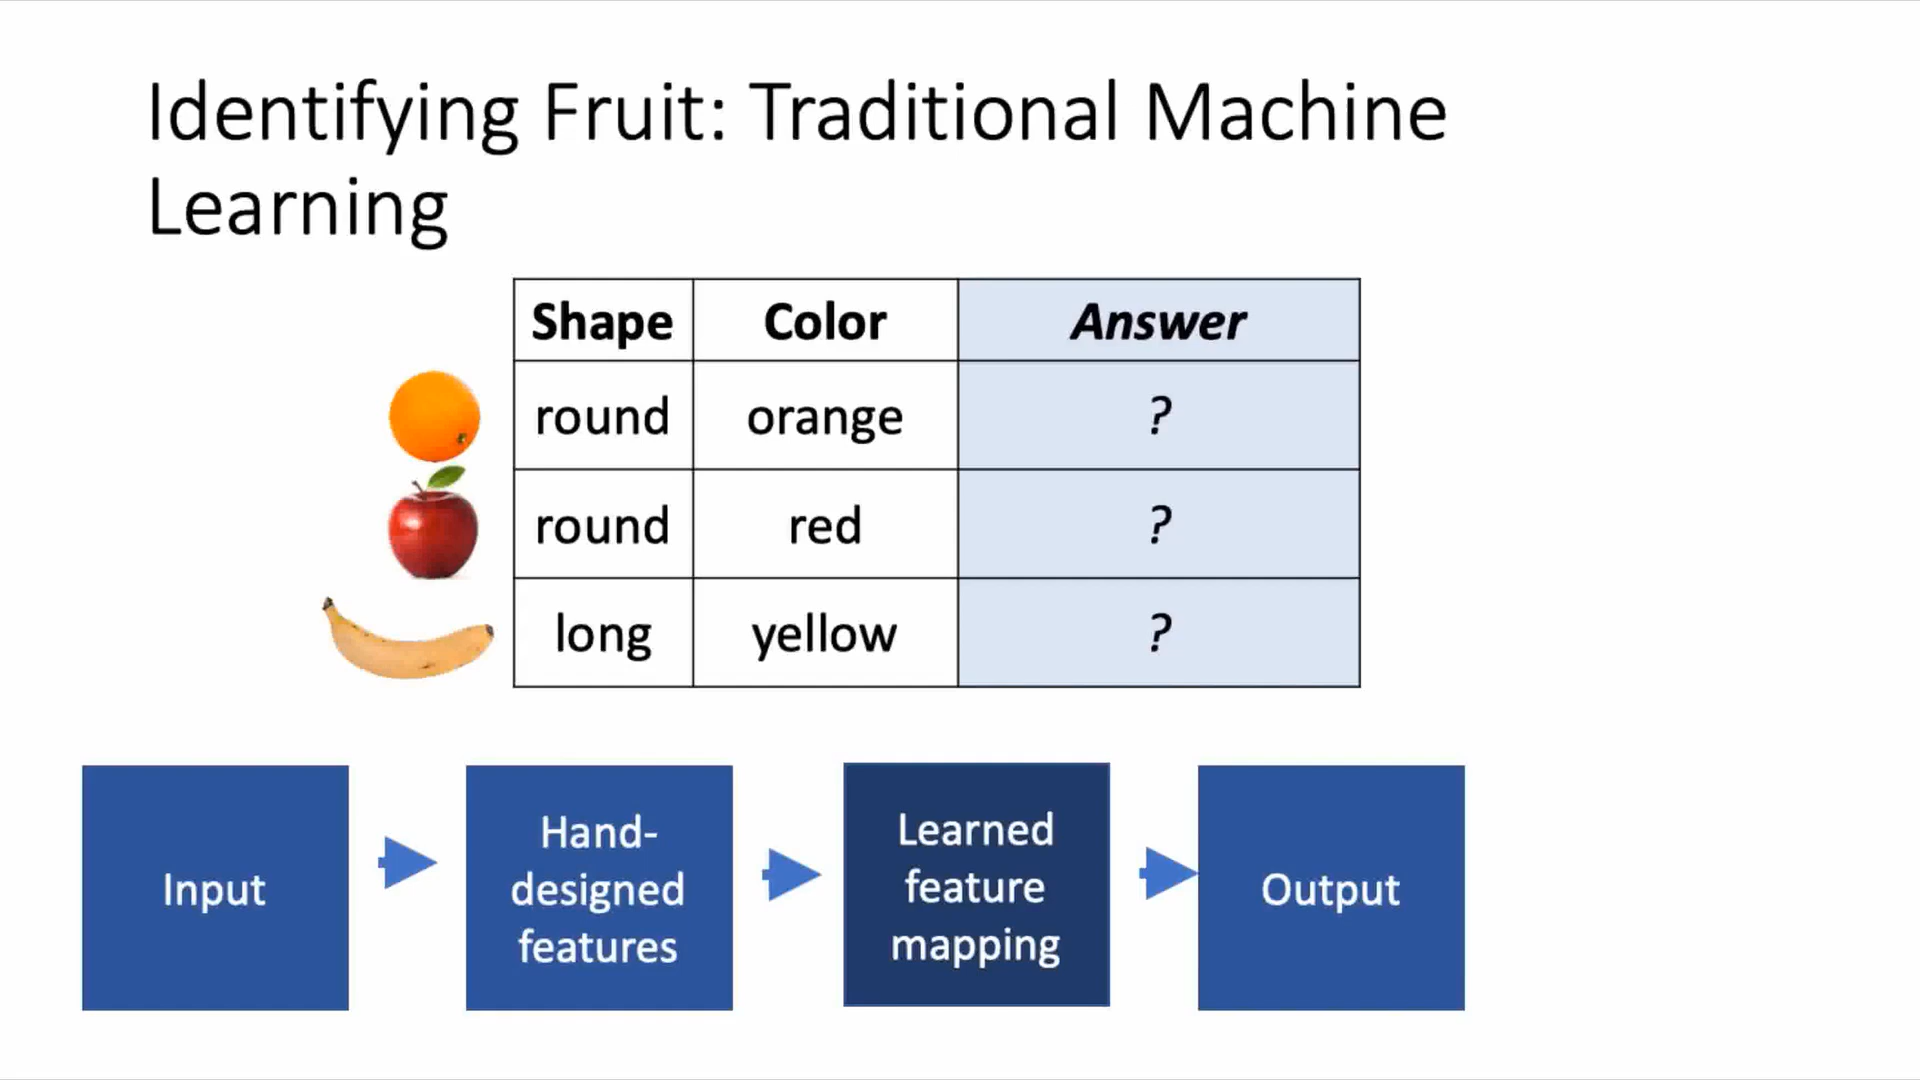 Identifying Fruit: Traditional Machine
Learning
Shape Color Answer
round orange ?
round red ?
long yellow ?
Input
Hand-
designed
features
Learned
feature
mapping
Output